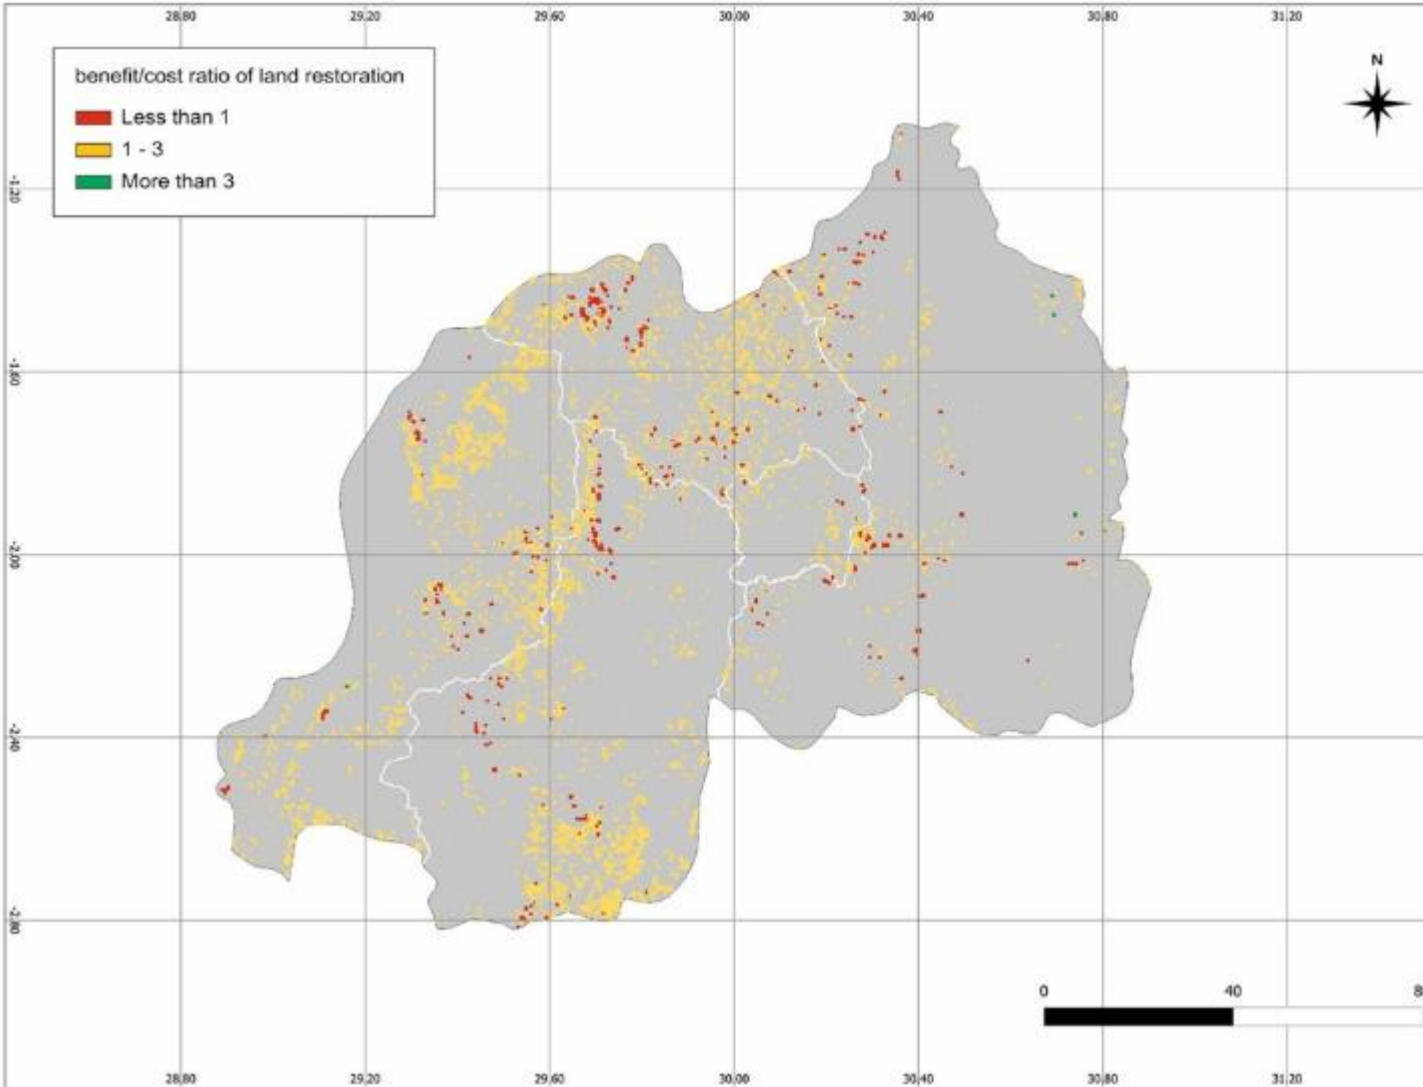 28.80 29.20 29.60 30.00 30.40 30.80 31.20
benefit/cost ratio of land restoration
Less than 1
1 - 3
More than 3
N
-1.20
-1.60
-2.00
-2.40
-2.80
0 40 8
28.80 29.20 29.60 30.00 30.40 30.80 31.20